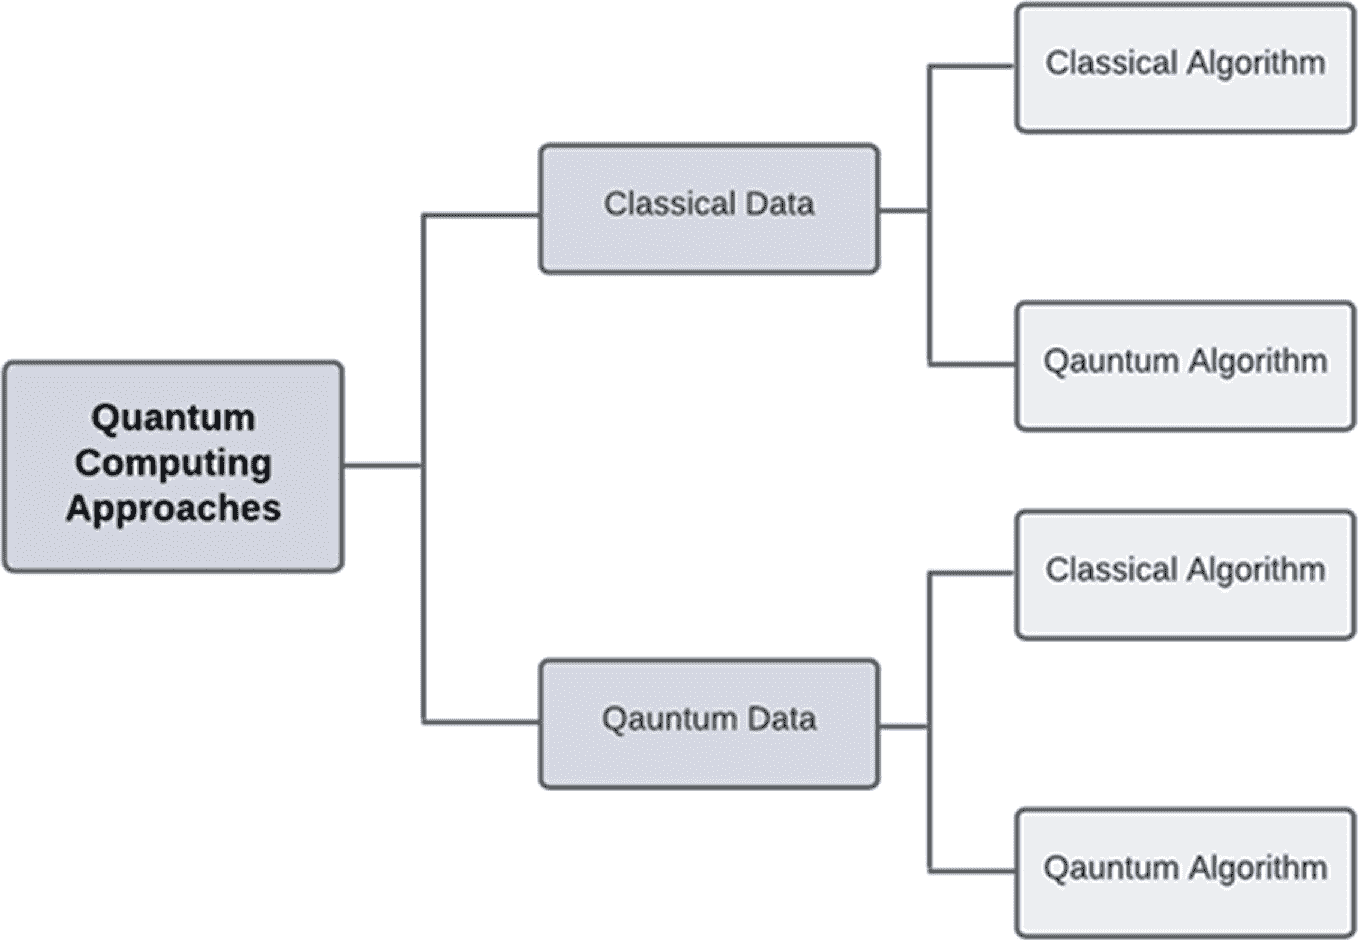 Quantum
Computing
Approaches
Classical Data
Classical Algorithm
Qauntum Algorithm
Qauntum Data
Classical Algorithm
Qauntum Algorithm